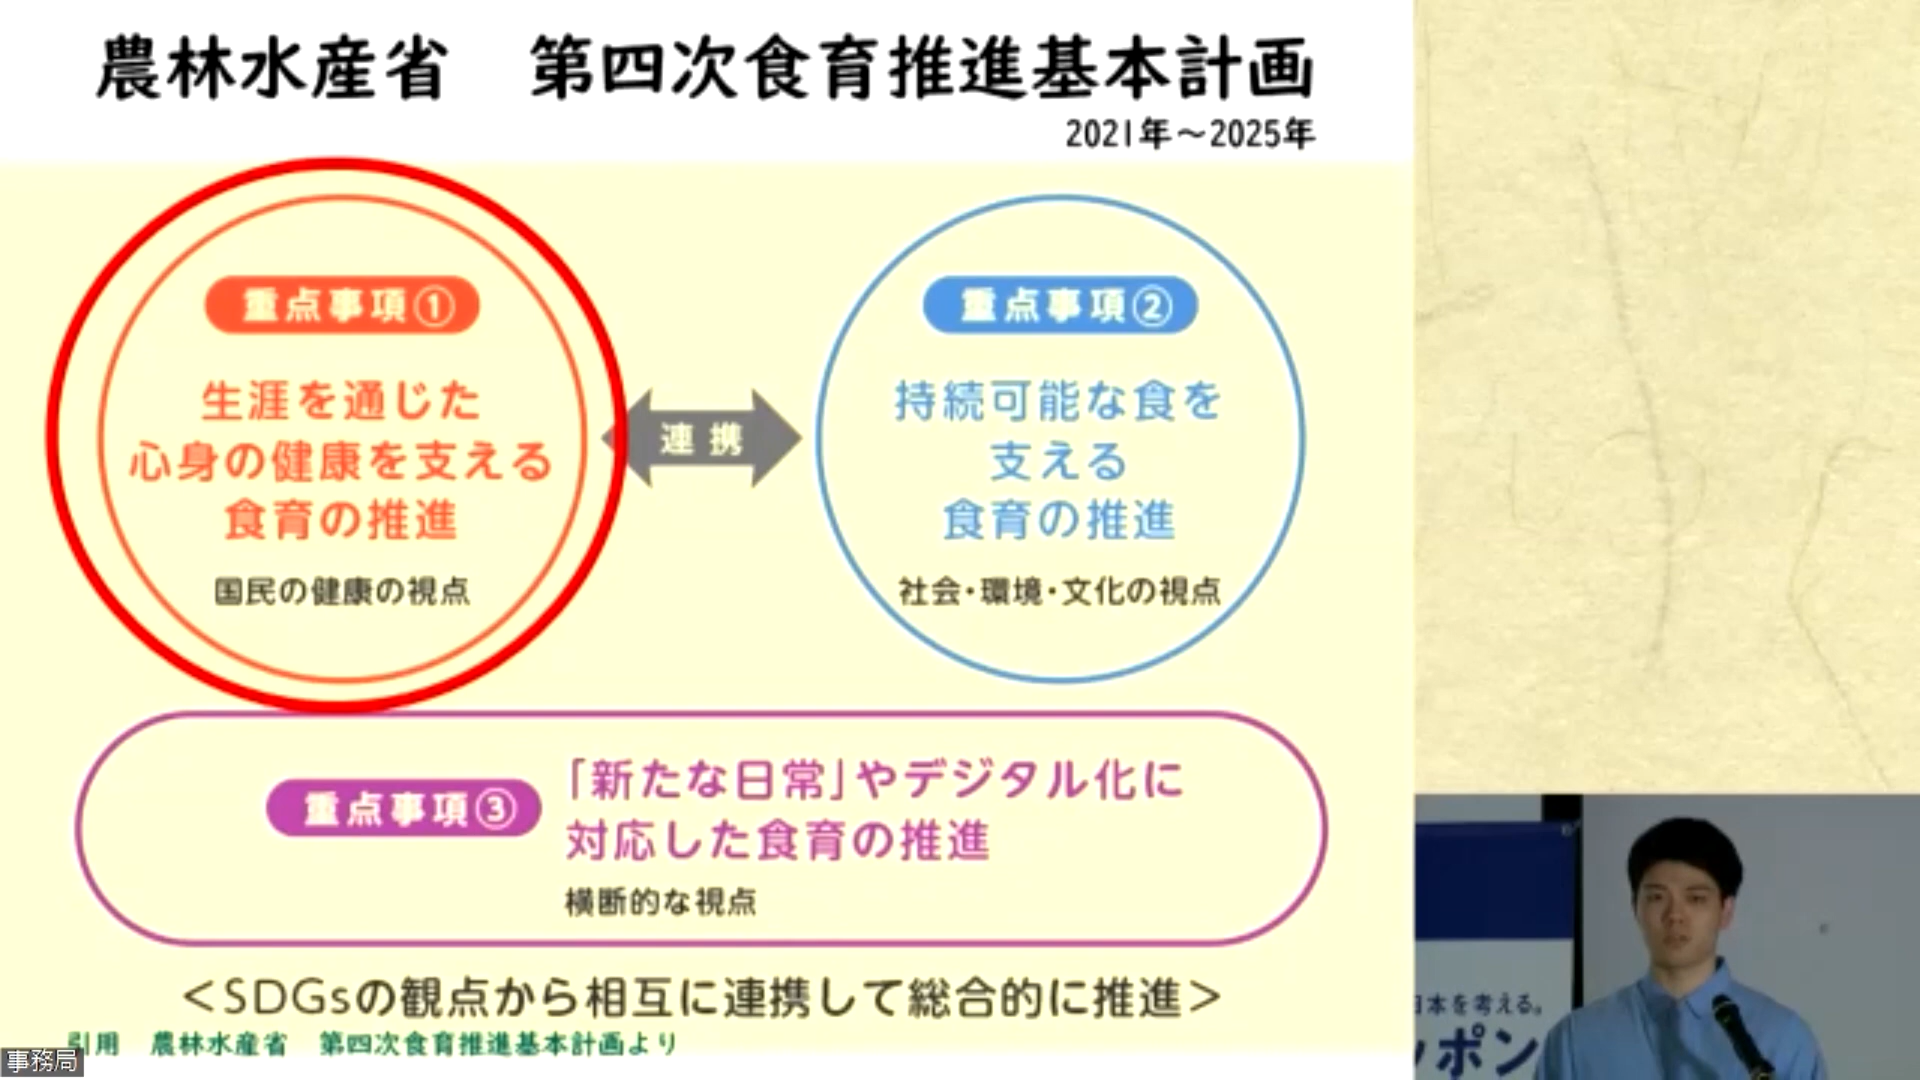 農林水産省　第四次食育推進基本計画
2021年～2025年
重点事項①
生涯を通じた
心身の健康を支える
食育の推進
国民の健康の視点
連携
重点事項②
持続可能な食を
支える
食育の推進
社会・環境・文化の視点
重点事項③
「新たな日常」やデジタル化に
対応した食育の推進
横断的な視点
<SDGsの観点から相互に連携して総合的に推進>
引用　農林水産省　第四次食育推進基本計画より
事務局
日本を考える。
ッポン